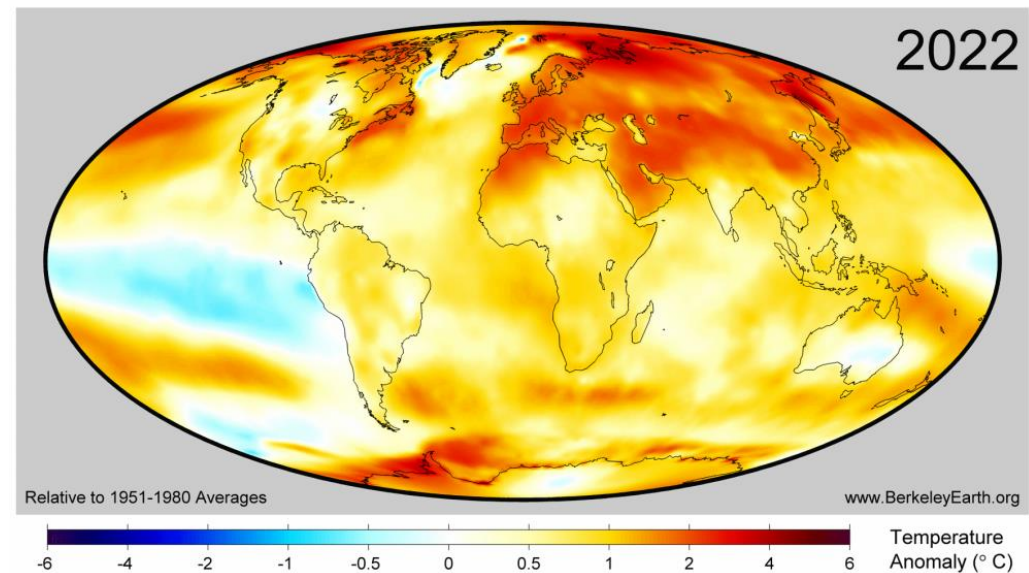 2022
Relative to 1951-1980 Averages
www.BerkeleyEarth.org
-6 -4 -2 -1 -0.5 0 0.5 1 2 4 6
Temperature
Anomaly (° C)